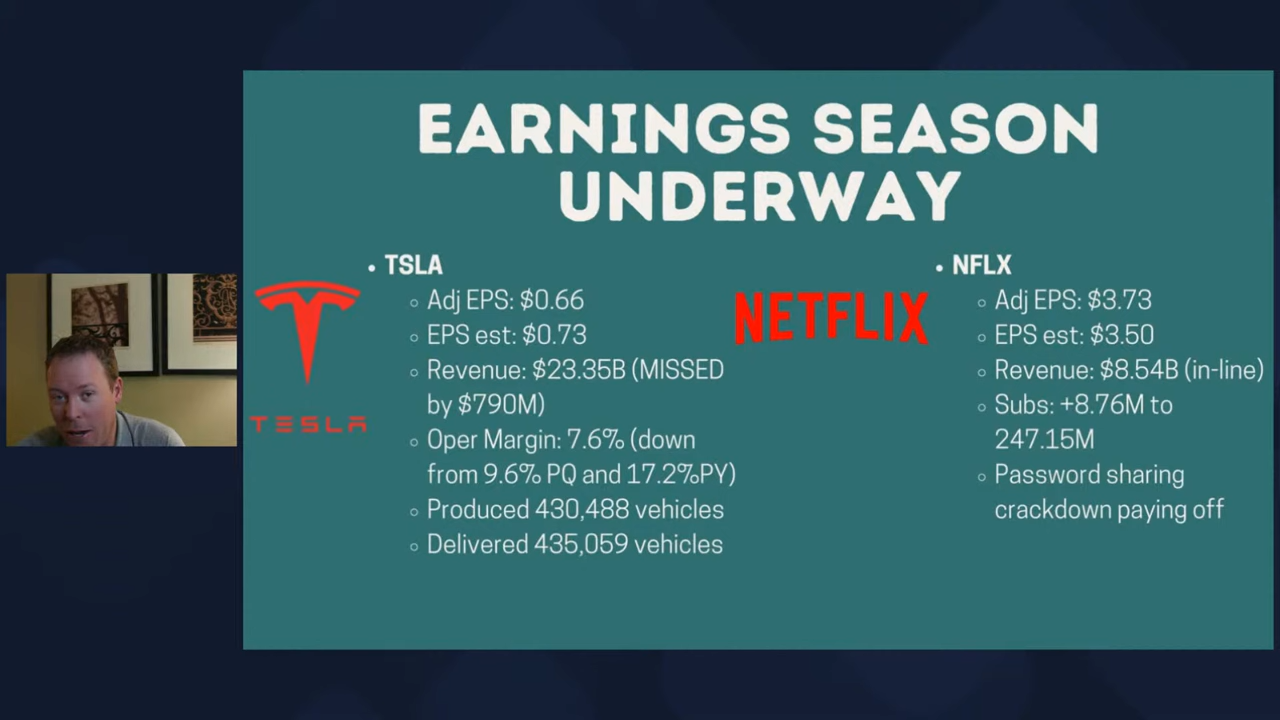 EARNINGS SEASON
UNDERWAY
TESLA
• TSLA
◦ Adj EPS: $0.66
◦ EPS est: $0.73
◦ Revenue: $23.35B (MISSED
by $790M)
◦ Oper Margin: 7.6% (down
from 9.6% PQ and 17.2%PY)
◦ Produced 430,488 vehicles
◦ Delivered 435,059 vehicles
NETFLIX
• NFLX
◦ Adj EPS: $3.73
◦ EPS est: $3.50
◦ Revenue: $8.54B (in-line)
◦ Subs: +8.76M to
247.15M
◦ Password sharing
crackdown paying off